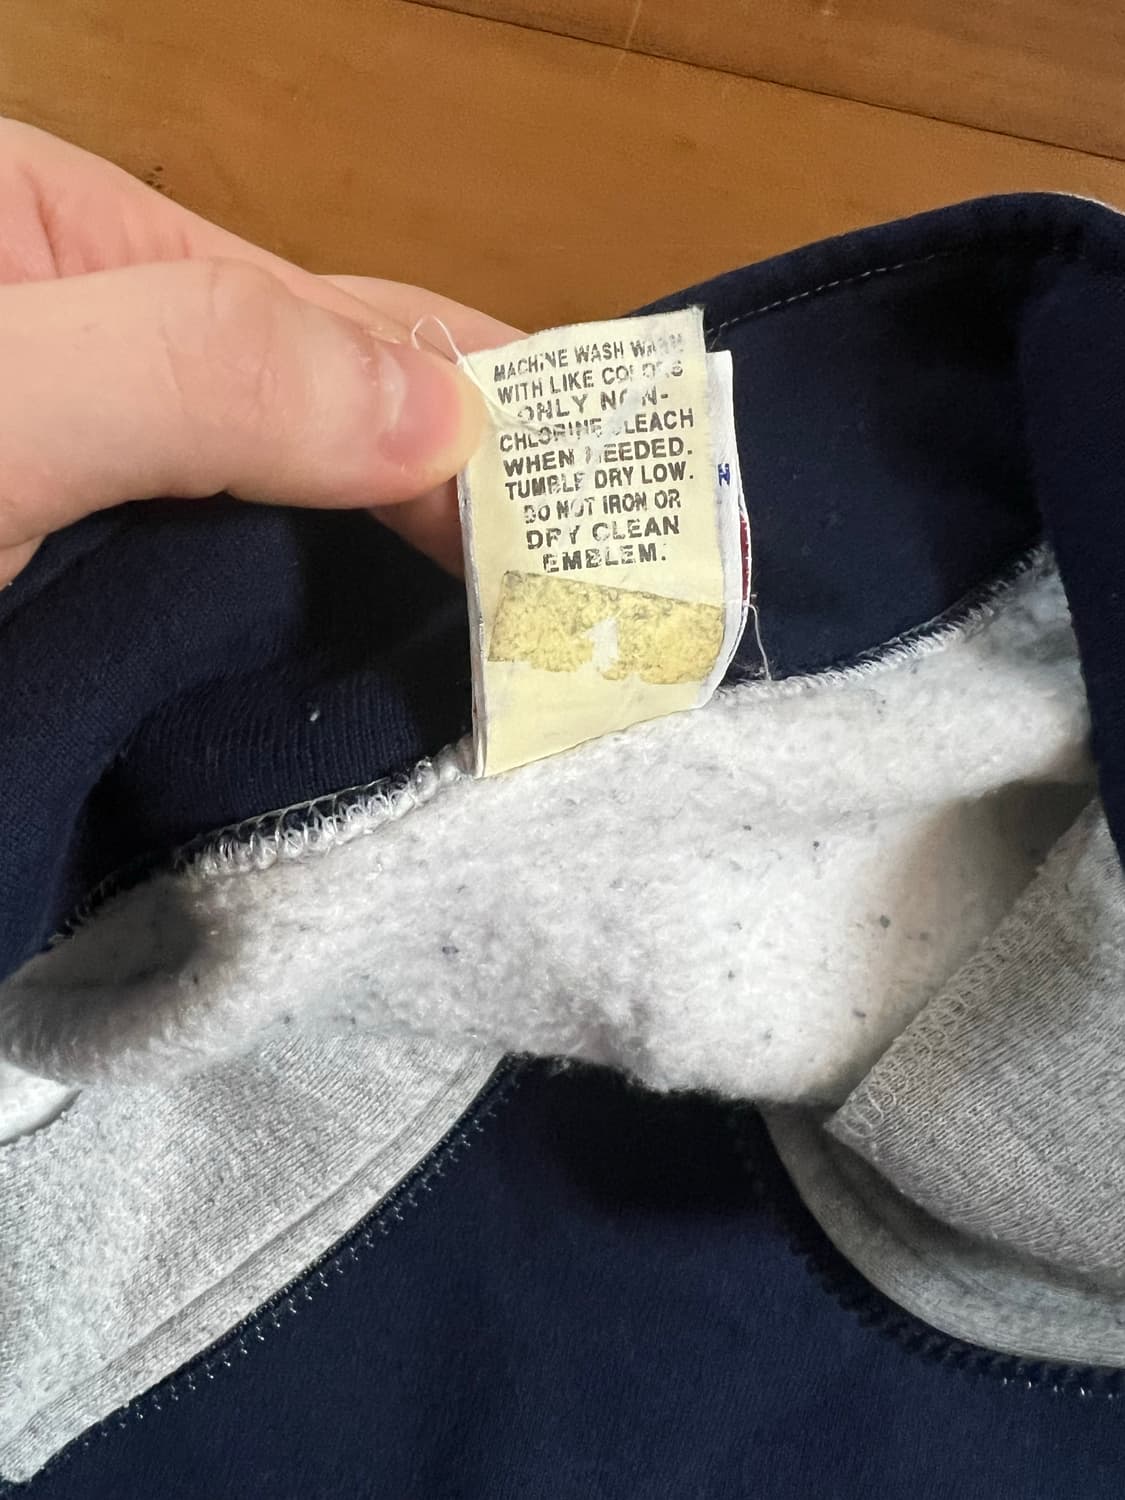 MACHINE WASH WARM
WITH LIKE COLORS
ONLY NON-
CHLORINE BLEACH
WHEN NEEDED.
TUMBLE DRY LOW.
DO NOT IRON OR
DRY CLEAN
EMBLEM.
1